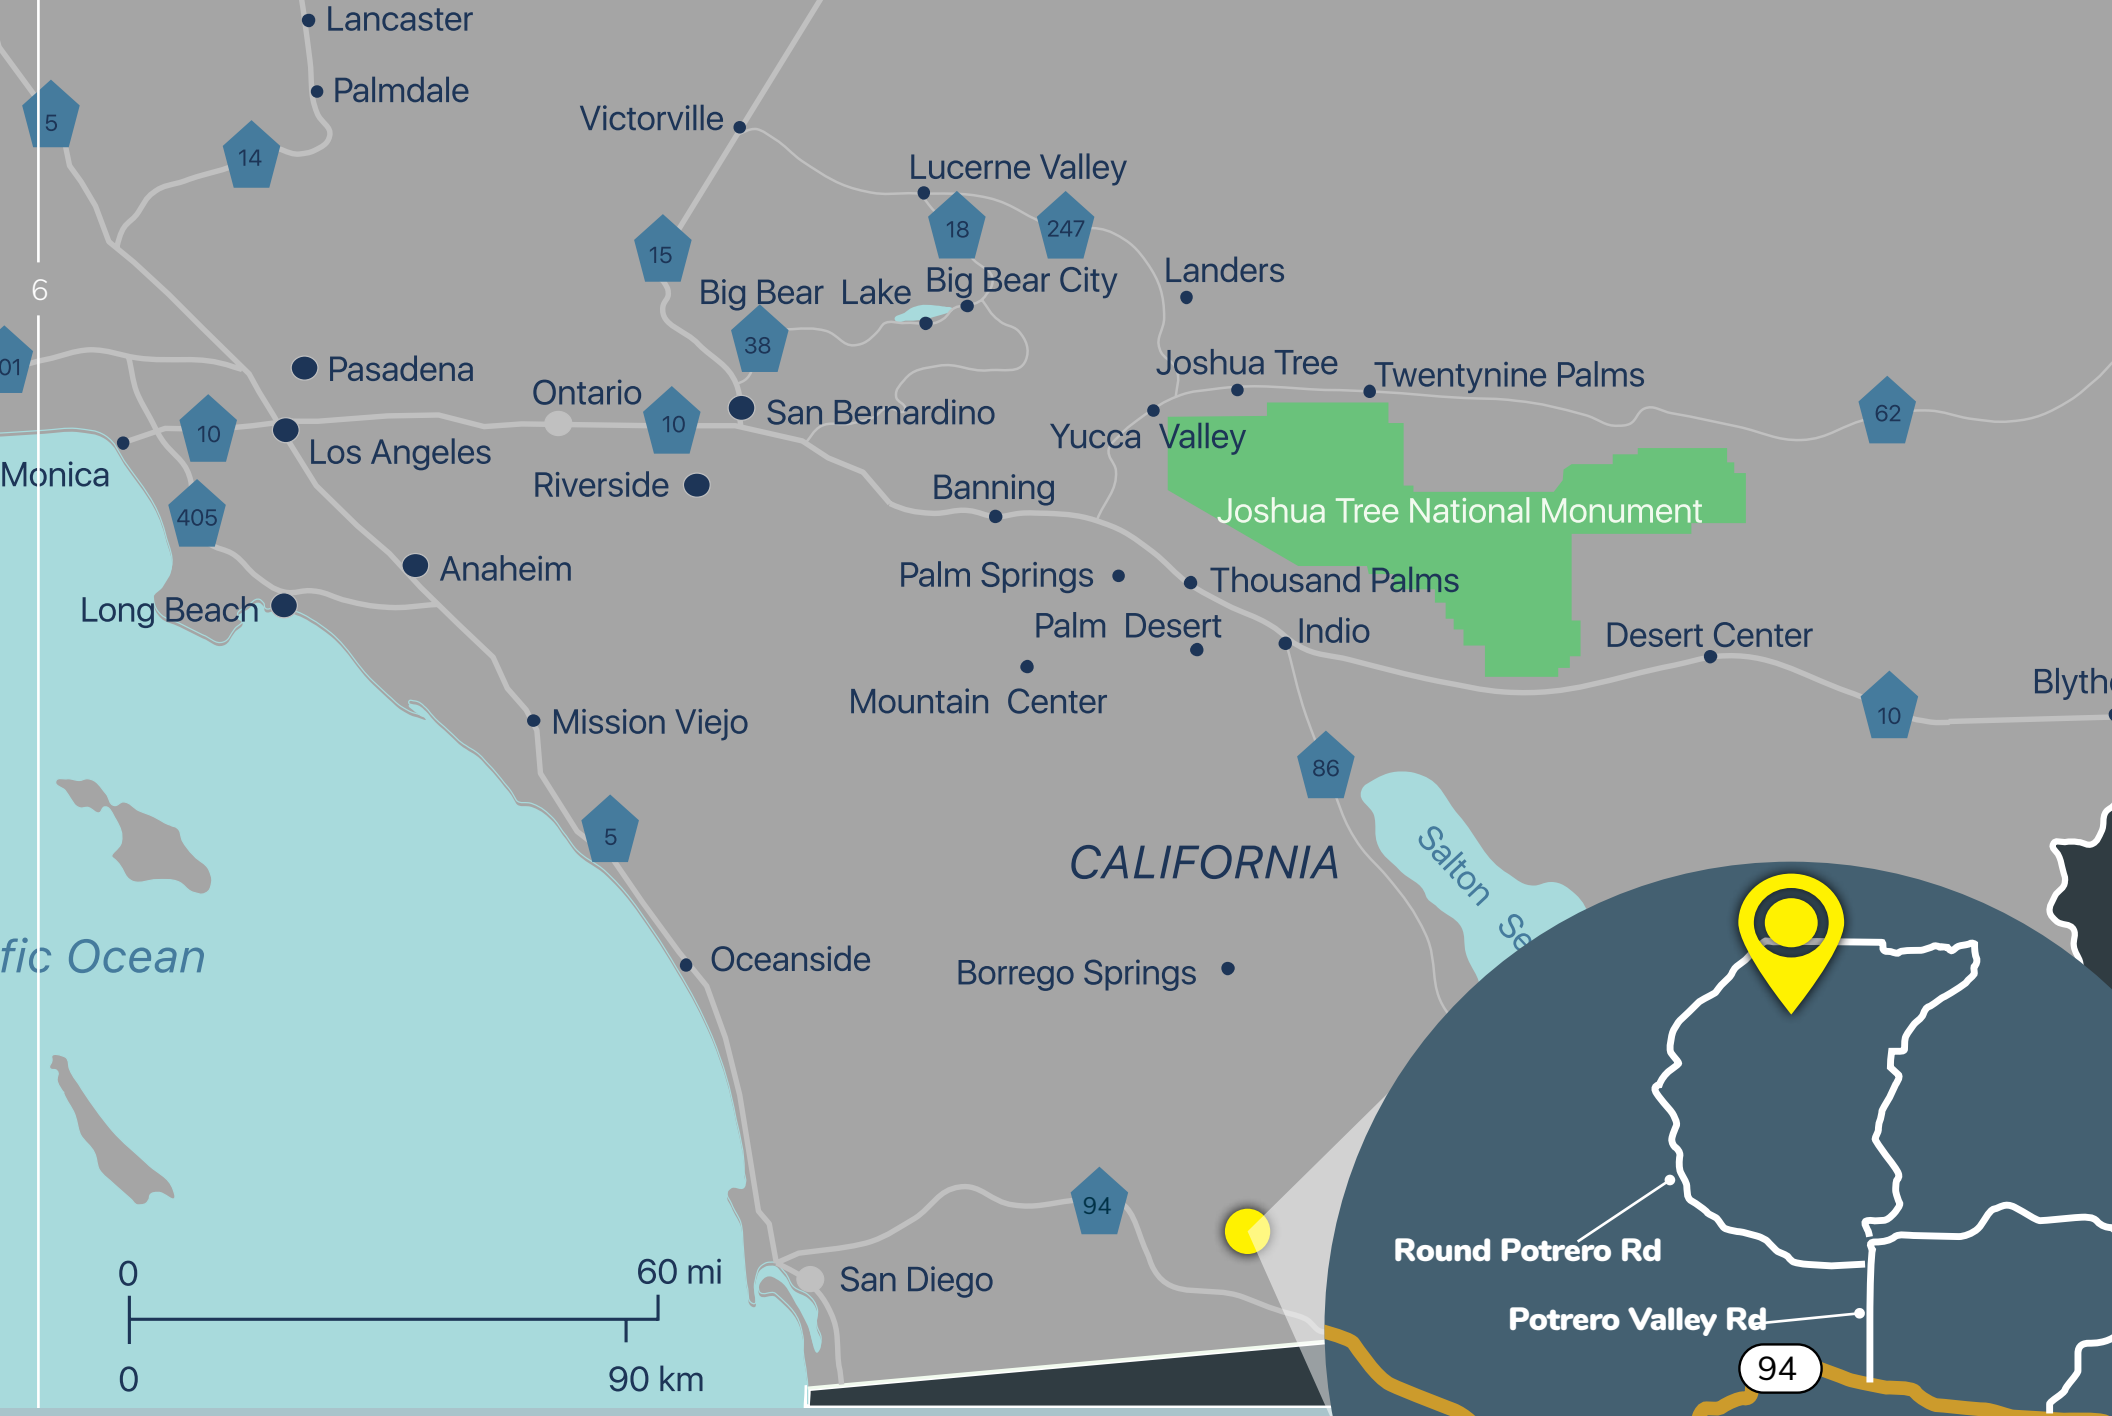 Lancaster
Palmdale
5
14
Victorville
Lucerne Valley
18
247
15
Big Bear City
Landers
6
Big Bear Lake
38
01
Pasadena
Joshua Tree
Twentynine Palms
Ontario
San Bernardino
62
10
10
Yucca Valley
Los Angeles
Monica
Riverside
Banning
Joshua Tree National Monument
405
Anaheim
Palm Springs
Thousand Palms
Long Beach
Palm Desert
Indio
Desert Center
Blythe
Mountain Center
10
Mission Viejo
86
5
CALIFORNIA
Salton Se
fic Ocean
Oceanside
Borrego Springs
94
Round Potrero Rd
0
60 mi
San Diego
Potrero Valley Rd
94
0
90 km